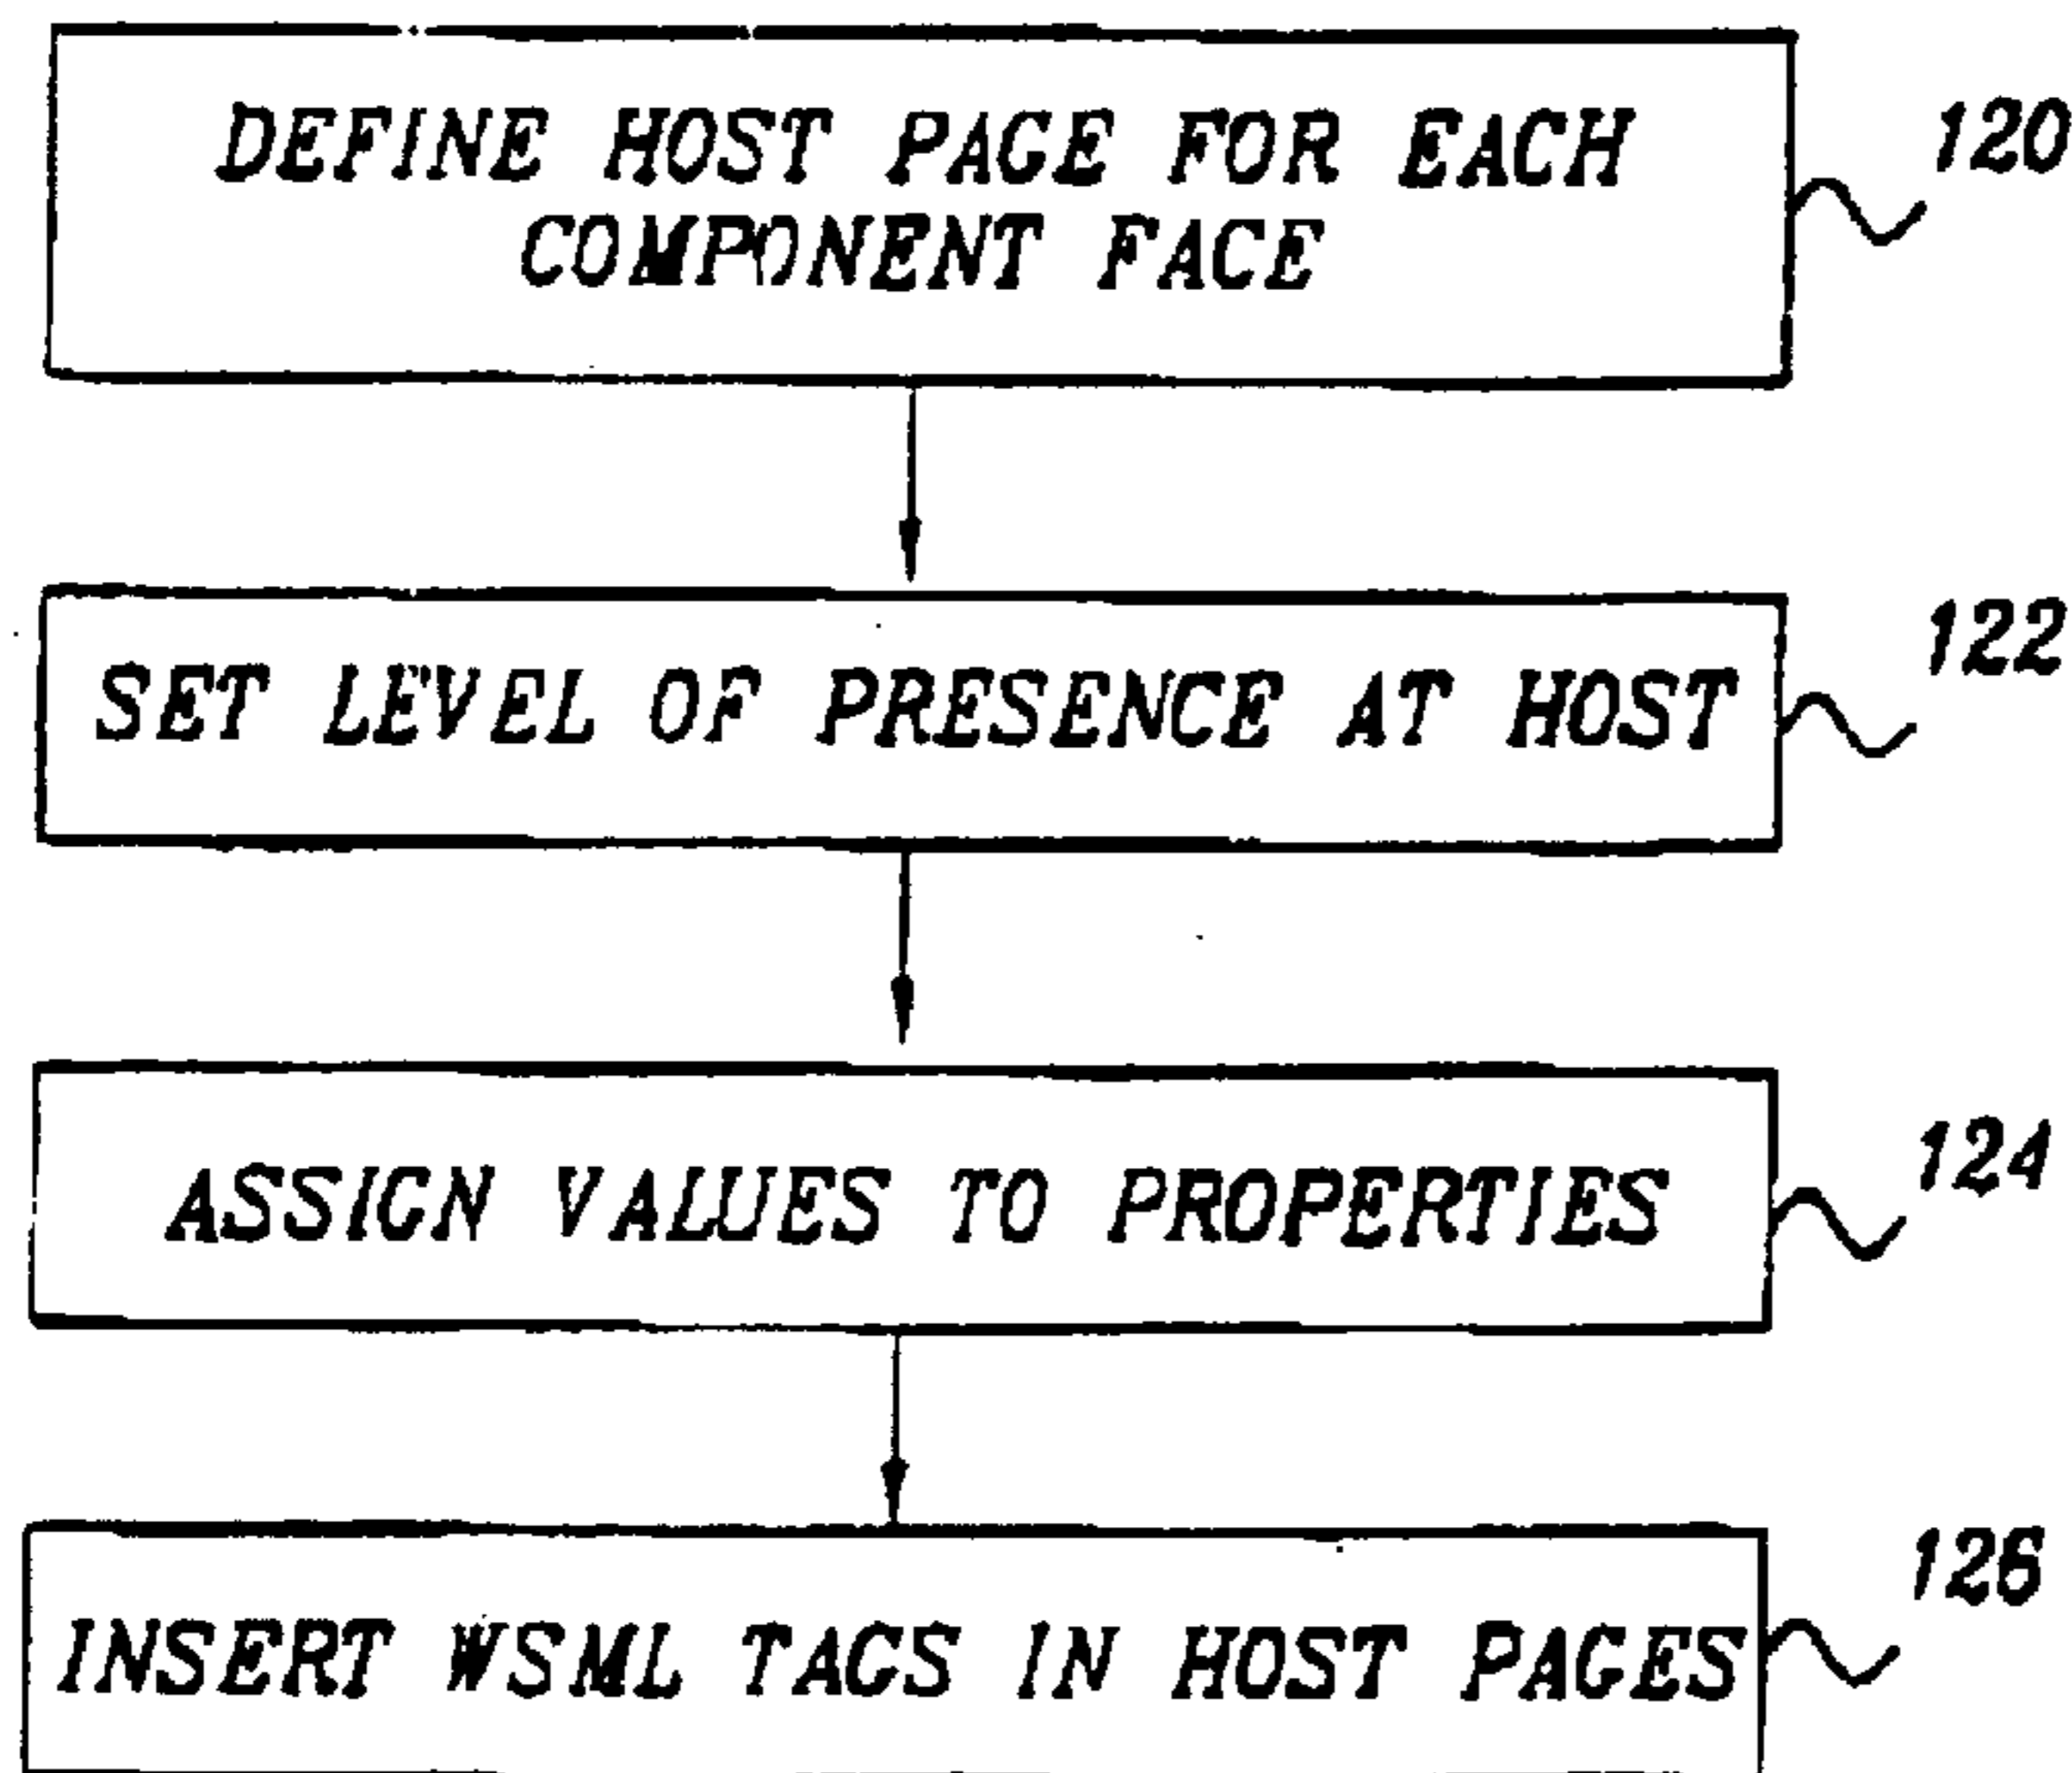 DEFINE HOST PAGE FOR EACH
COMPONENT FACE
120
SET LEVEL OF PRESENCE AT HOST
122
ASSIGN VALUES TO PROPERTIES
124
INSERT WSML TAGS IN HOST PAGES
126